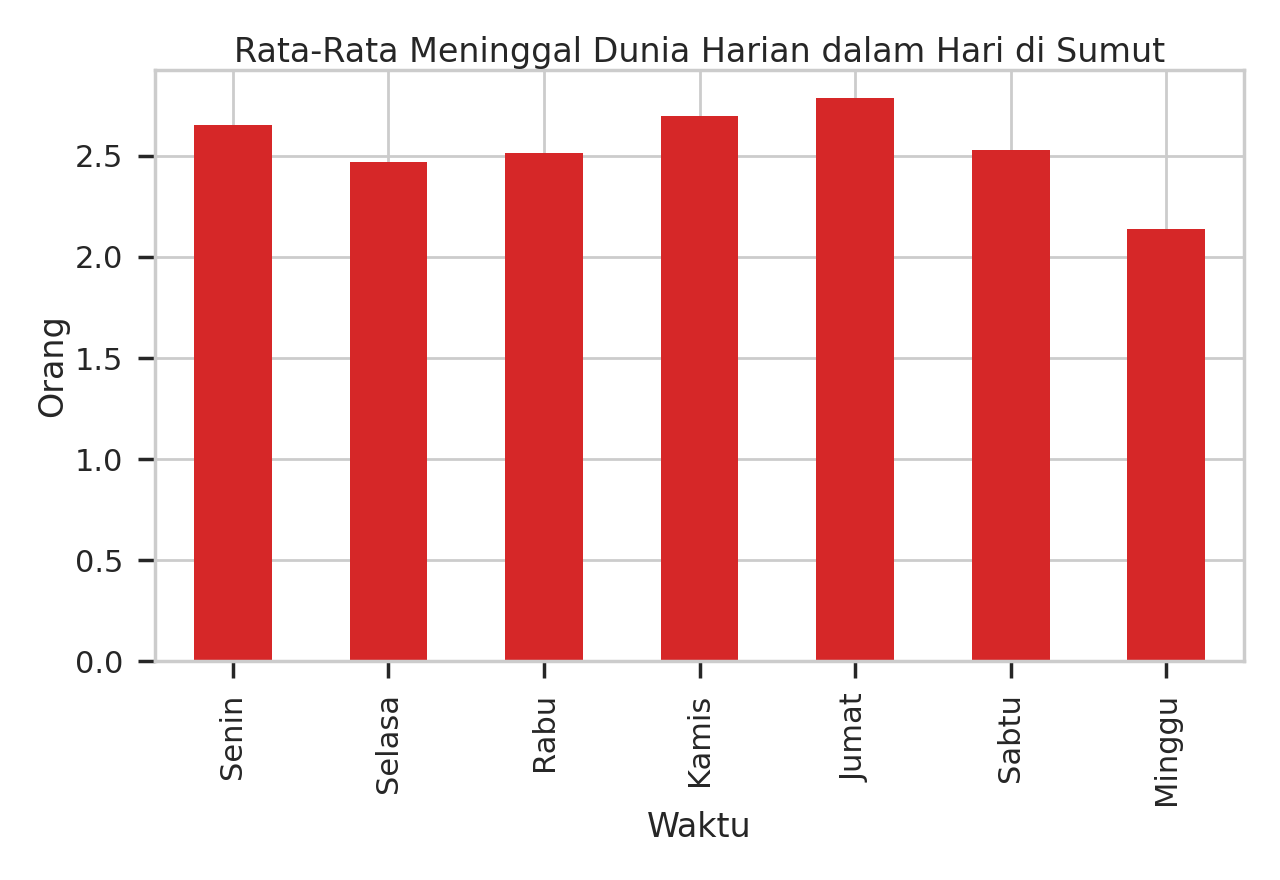 Rata-Rata Meninggal Dunia Harian dalam Hari di Sumut
Orang
2.5
2.0
1.5
1.0
0.5
0.0
Senin
Selasa
Rabu
Kamis
Jumat
Sabtu
Minggu
Waktu